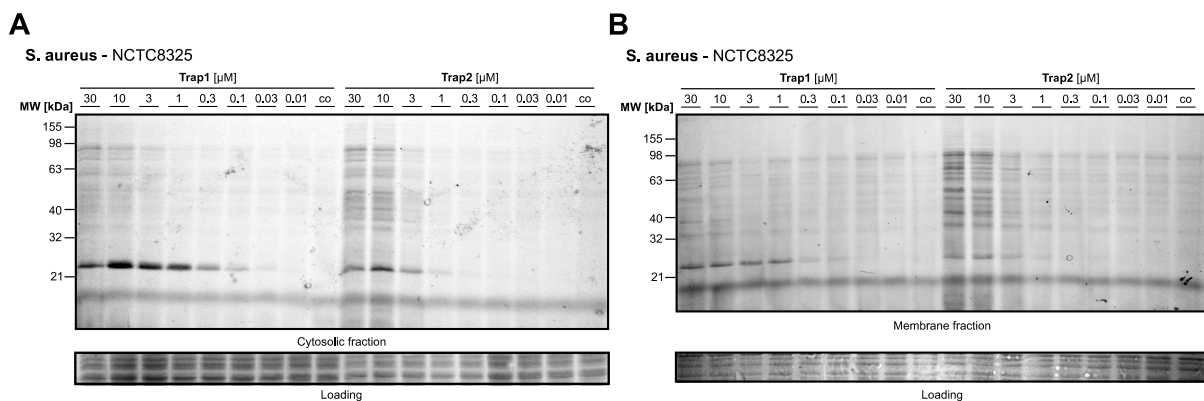 A
S. aureus - NCTC8325
Trap1 [µM] Trap2 [µM]
MW [kDa] 30 10 3 1 0.3 0.1 0.03 0.01 co 30 10 3 1 0.3 0.1 0.03 0.01 co
155
98
63
40
32
21
Cytosolic fraction
Loading
B
S. aureus - NCTC8325
Trap1 [µM] Trap2 [µM]
MW [kDa] 30 10 3 1 0.3 0.1 0.03 0.01 co 30 10 3 1 0.3 0.1 0.03 0.01 co
155
98
63
40
32
21
Membrane fraction
Loading